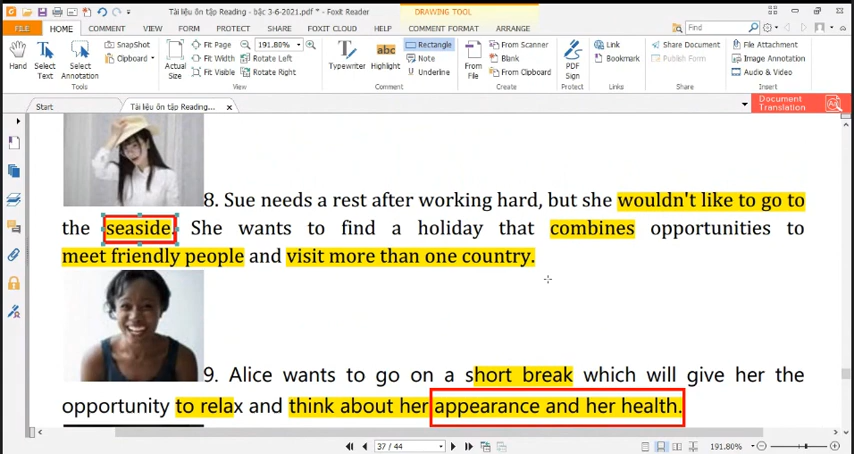 Tài liệu ôn tập Reading - bậc 3-6-2021.pdf * - Foxit Reader
DRAWING TOOL
FILE HOME COMMENT VIEW FORM PROTECT SHARE FOXIT CLOUD HELP COMMENT FORMAT ARRANGE
Find
Hand
Select Text
Select Annotation
SnapShot
Clipboard
Tools
Actual Size
Fit Page
Fit Width
Fit Visible
191.80%
Rotate Left
Rotate Right
View
Typewriter
abc
Highlight
Rectangle
Note
Underline
Comment
From File
From Scanner
Blank
From Clipboard
Create
PDF Sign
Protect
Link
Bookmark
Links
Share Document
Publish Form
Share
File Attachment
Image Annotation
Audio & Video
Insert
Start
Tài liệu ôn tập Reading...
Document Translation
8. Sue needs a rest after working hard, but she wouldn't like to go to
the seaside. She wants to find a holiday that combines opportunities to
meet friendly people and visit more than one country.
9. Alice wants to go on a short break which will give her the
opportunity to relax and think about her appearance and her health.
37 / 44
191.80%